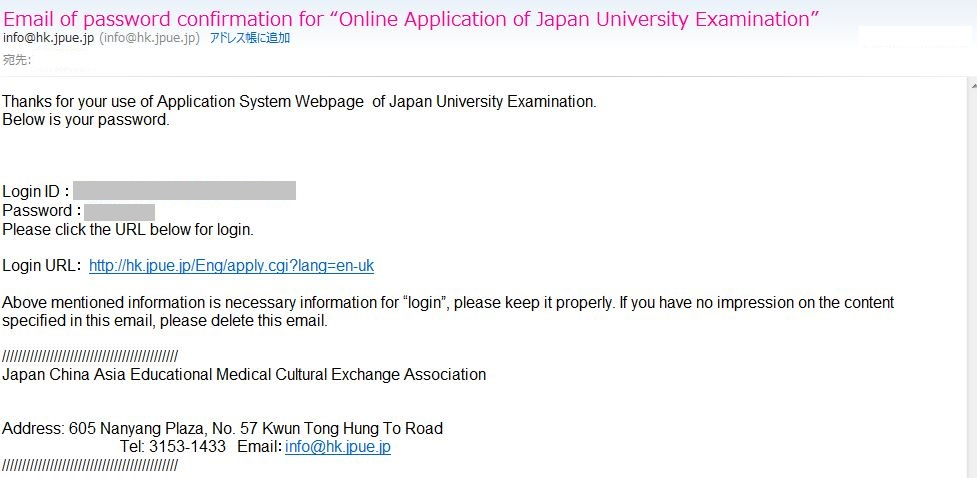 Email of password confirmation for “Online Application of Japan University Examination”
info@hk.jpue.jp (info@hk.jpue.jp) アドレス帳に追加
宛先:
Thanks for your use of Application System Webpage of Japan University Examination.
Below is your password.
Login ID：
Password：
Please click the URL below for login.
Login URL： http://hk.jpue.jp/Eng/apply.cgi?lang=en-uk
Above mentioned information is necessary information for “login”, please keep it properly. If you have no impression on the content
specified in this email, please delete this email.
////////////////////////////////////////////
Japan China Asia Educational Medical Cultural Exchange Association
Address: 605 Nanyang Plaza, No. 57 Kwun Tong Hung To Road
Tel: 3153-1433 Email：info@hk.jpue.jp
////////////////////////////////////////////